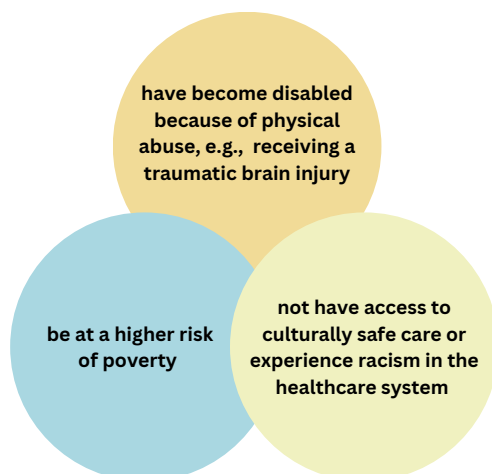 have become disabled
because of physical
abuse, e.g., receiving a
traumatic brain injury
be at a higher risk
of poverty
not have access to
culturally safe care or
experience racism in the
healthcare system